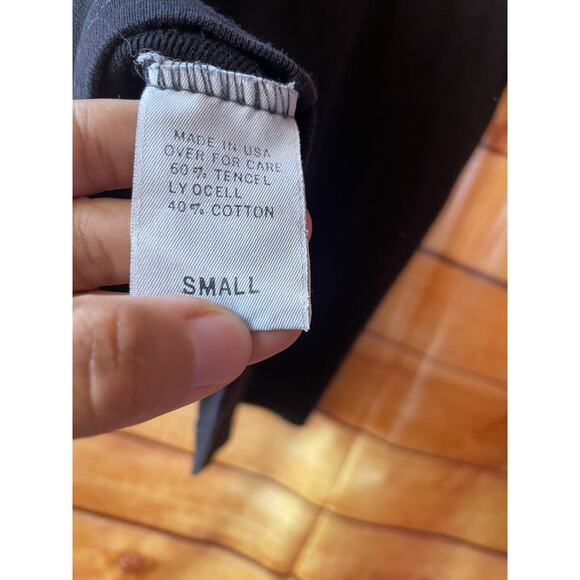 MADE IN USA
OVER FOR CARE
60% TENCEL
LYOCELL
40% COTTON
SMALL